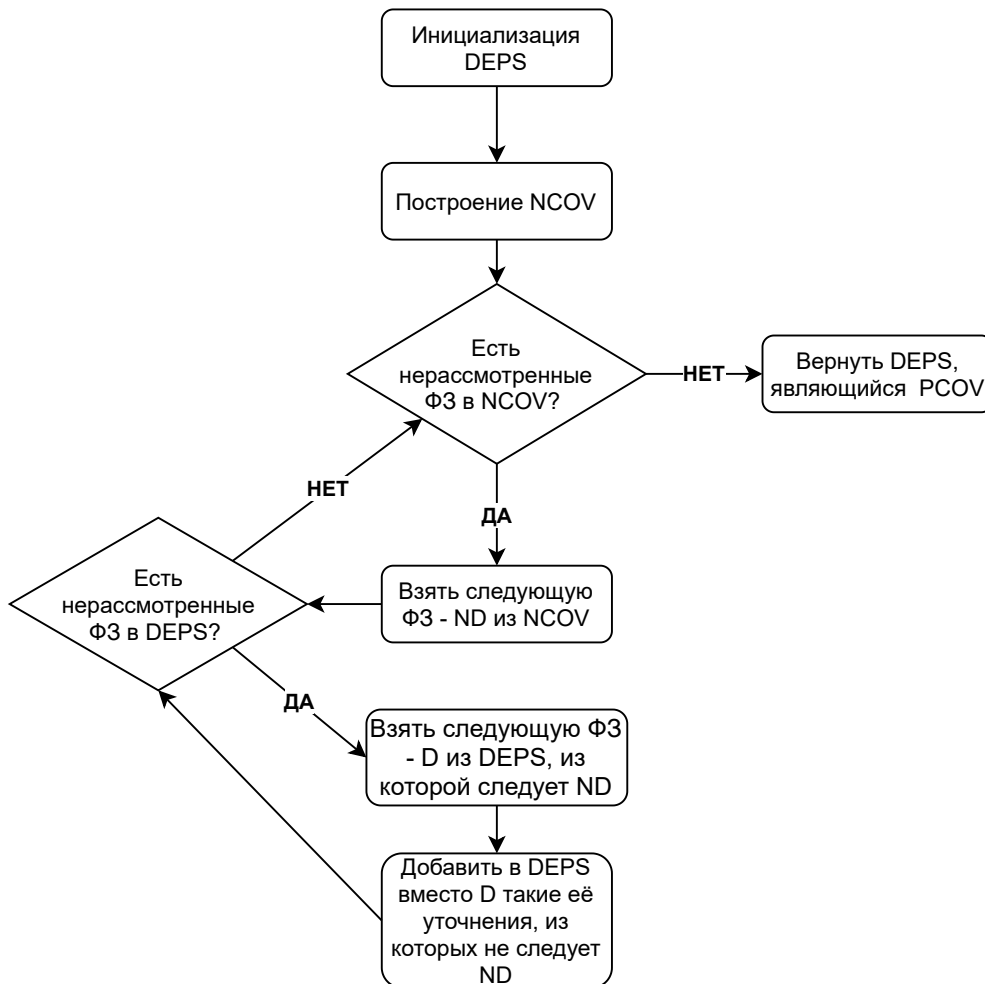 Инициализация
DEPS
Построение NCOV
Есть
нерассмотренные
ФЗ в NCOV?
НЕТ
Вернуть DEPS,
являющийся PCOV
ДА
Взять следующую
ФЗ - ND из NCOV
Есть
нерассмотренные
ФЗ в DEPS?
НЕТ
ДА
Взять следующую ФЗ
- D из DEPS, из
которой следует ND
Добавить в DEPS
вместо D такие её
уточнения, из
которых не следует
ND